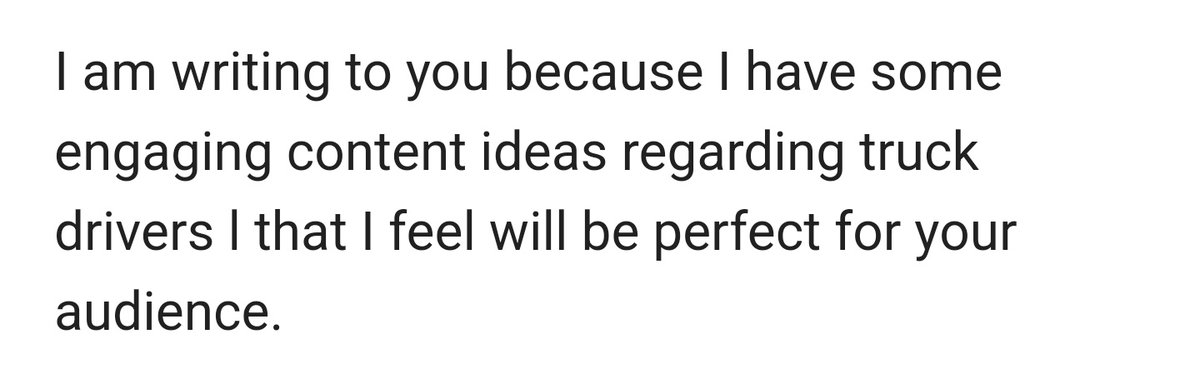 I am writing to you because I have some
engaging content ideas regarding truck
drivers l that I feel will be perfect for your
audience.